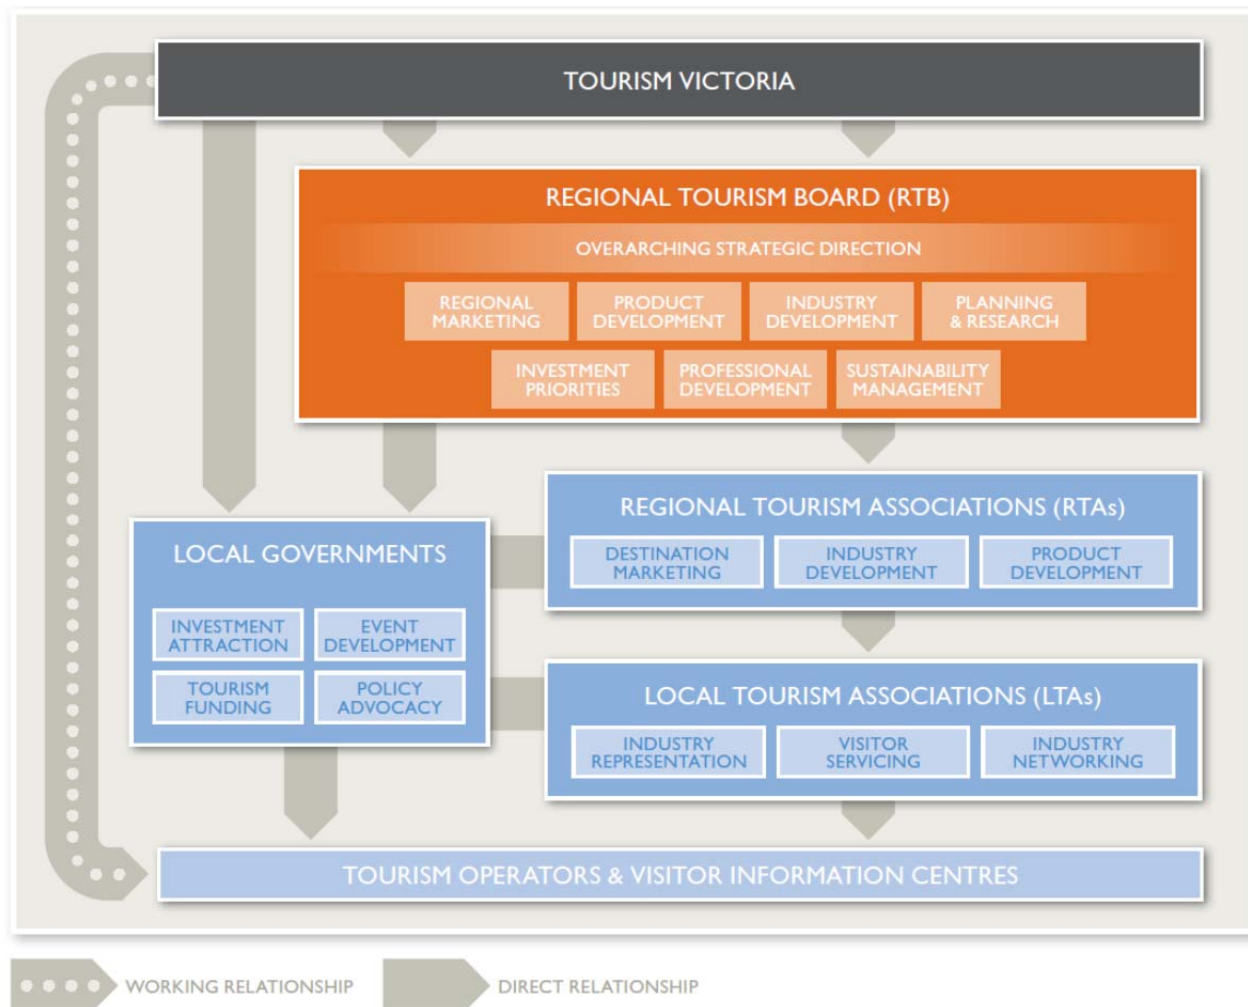 TOURISM VICTORIA
REGIONAL TOURISM BOARD (RTB)
OVERARCHING STRATEGIC DIRECTION
REGIONAL
MARKETING
PRODUCT
DEVELOPMENT
INDUSTRY
DEVELOPMENT
PLANNING
& RESEARCH
INVESTMENT
PRIORITIES
PROFESSIONAL
DEVELOPMENT
SUSTAINABILITY
MANAGEMENT
REGIONAL TOURISM ASSOCIATIONS (RTAs)
DESTINATION
MARKETING
INDUSTRY
DEVELOPMENT
PRODUCT
DEVELOPMENT
LOCAL GOVERNMENTS
INVESTMENT
ATTRACTION
EVENT
DEVELOPMENT
TOURISM
FUNDING
POLICY
ADVOCACY
LOCAL TOURISM ASSOCIATIONS (LTAs)
INDUSTRY
REPRESENTATION
VISITOR
SERVICING
INDUSTRY
NETWORKING
TOURISM OPERATORS & VISITOR INFORMATION CENTRES
WORKING RELATIONSHIP
DIRECT RELATIONSHIP